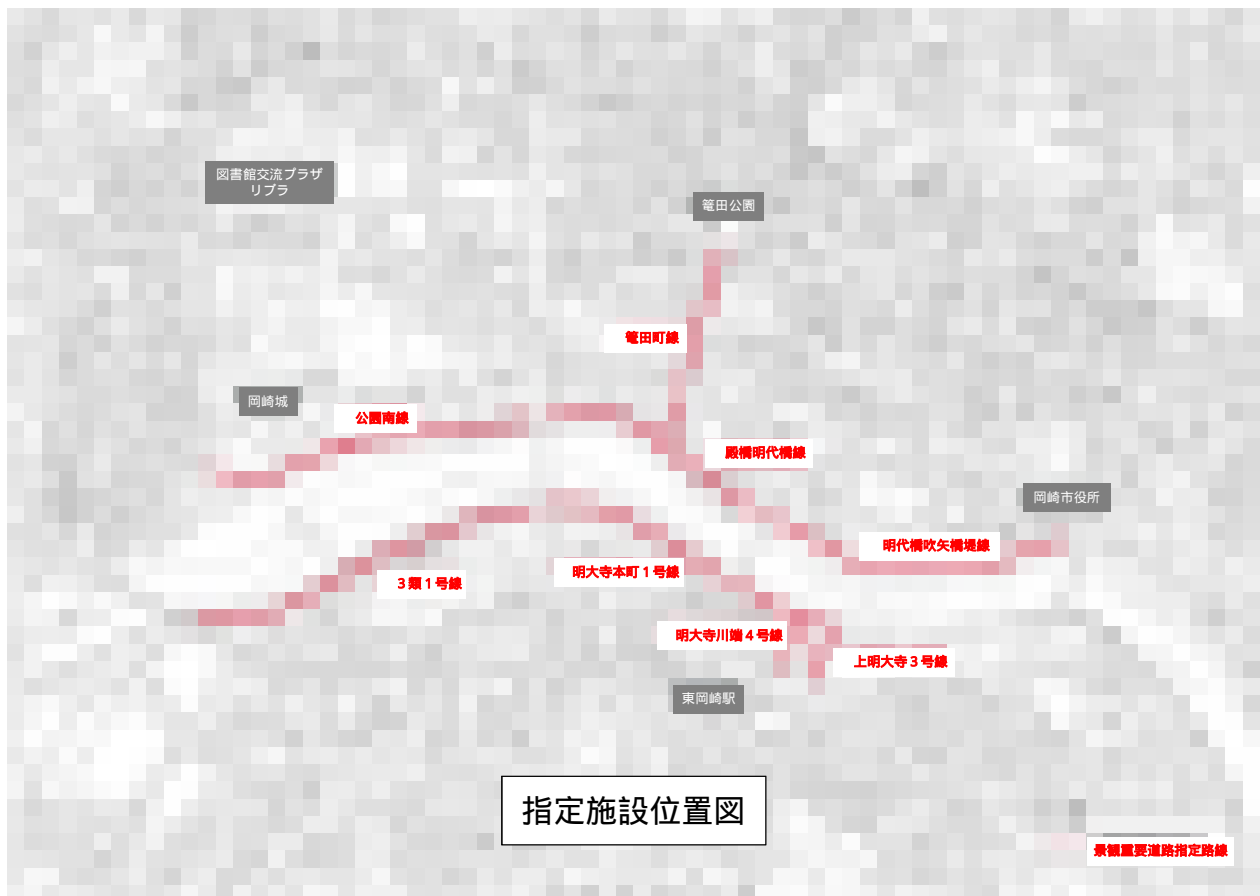 図書館交流プラザ
リブラ
篭田公園
篭田町線
岡崎城
公園南線
殿橋明代橋線
岡崎市役所
明代橋吹矢橋堤線
明大寺本町１号線
３類１号線
明大寺川端４号線
上明大寺３号線
東岡崎駅
指定施設位置図
景観重要道路指定路線